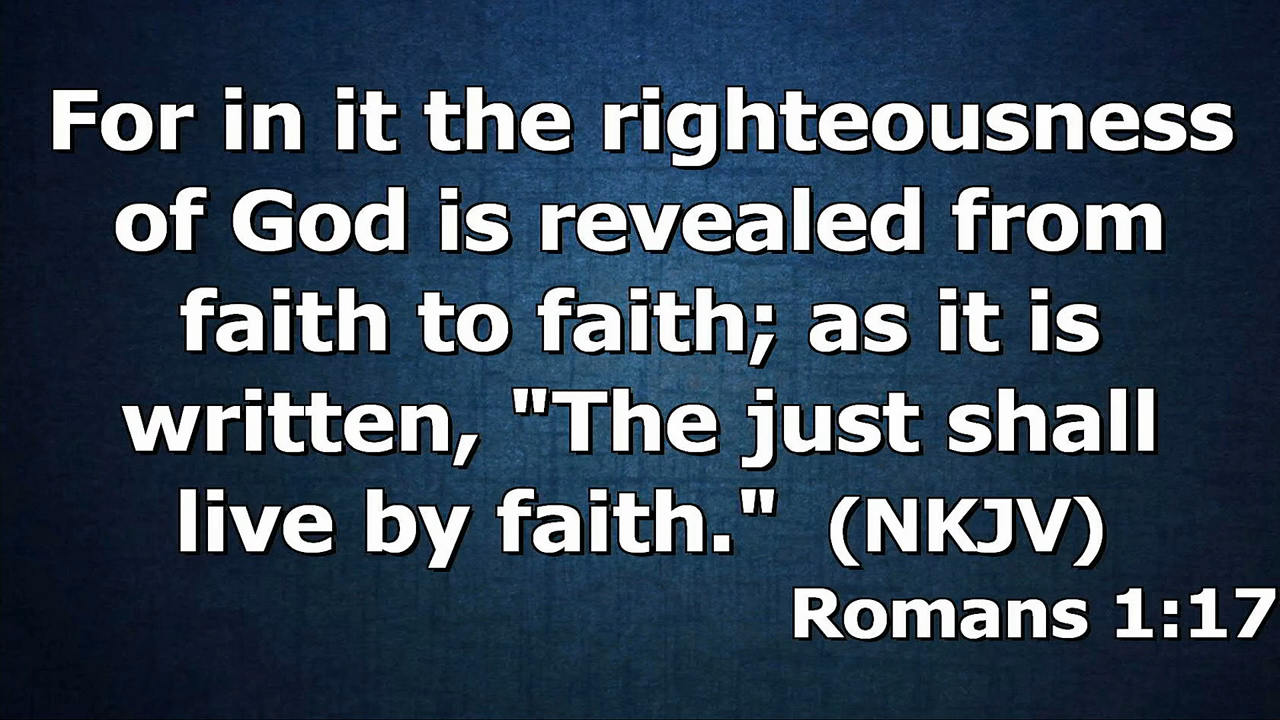 For in it the righteousness
of God is revealed from
faith to faith; as it is
written, "The just shall
live by faith."  (NKJV)
Romans 1:17